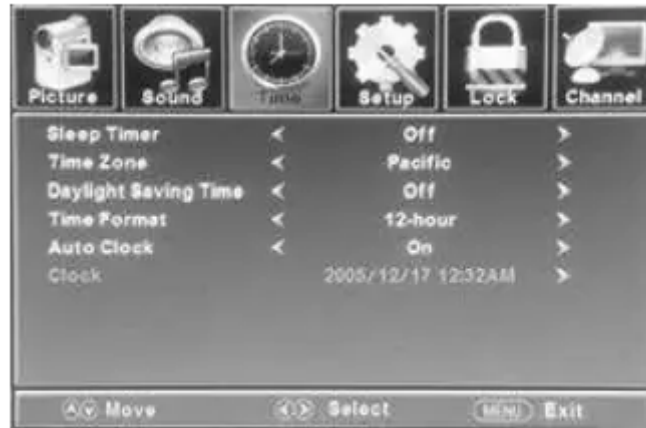 Picture Sound Time Setup Lock Channel
Sleep Timer < Off >
Time Zone < Pacific >
Daylight Saving Time < Off >
Time Format < 12-hour >
Auto Clock < On >
Clock 2005/12/17 12:32AM >
Move Select MENU Exit